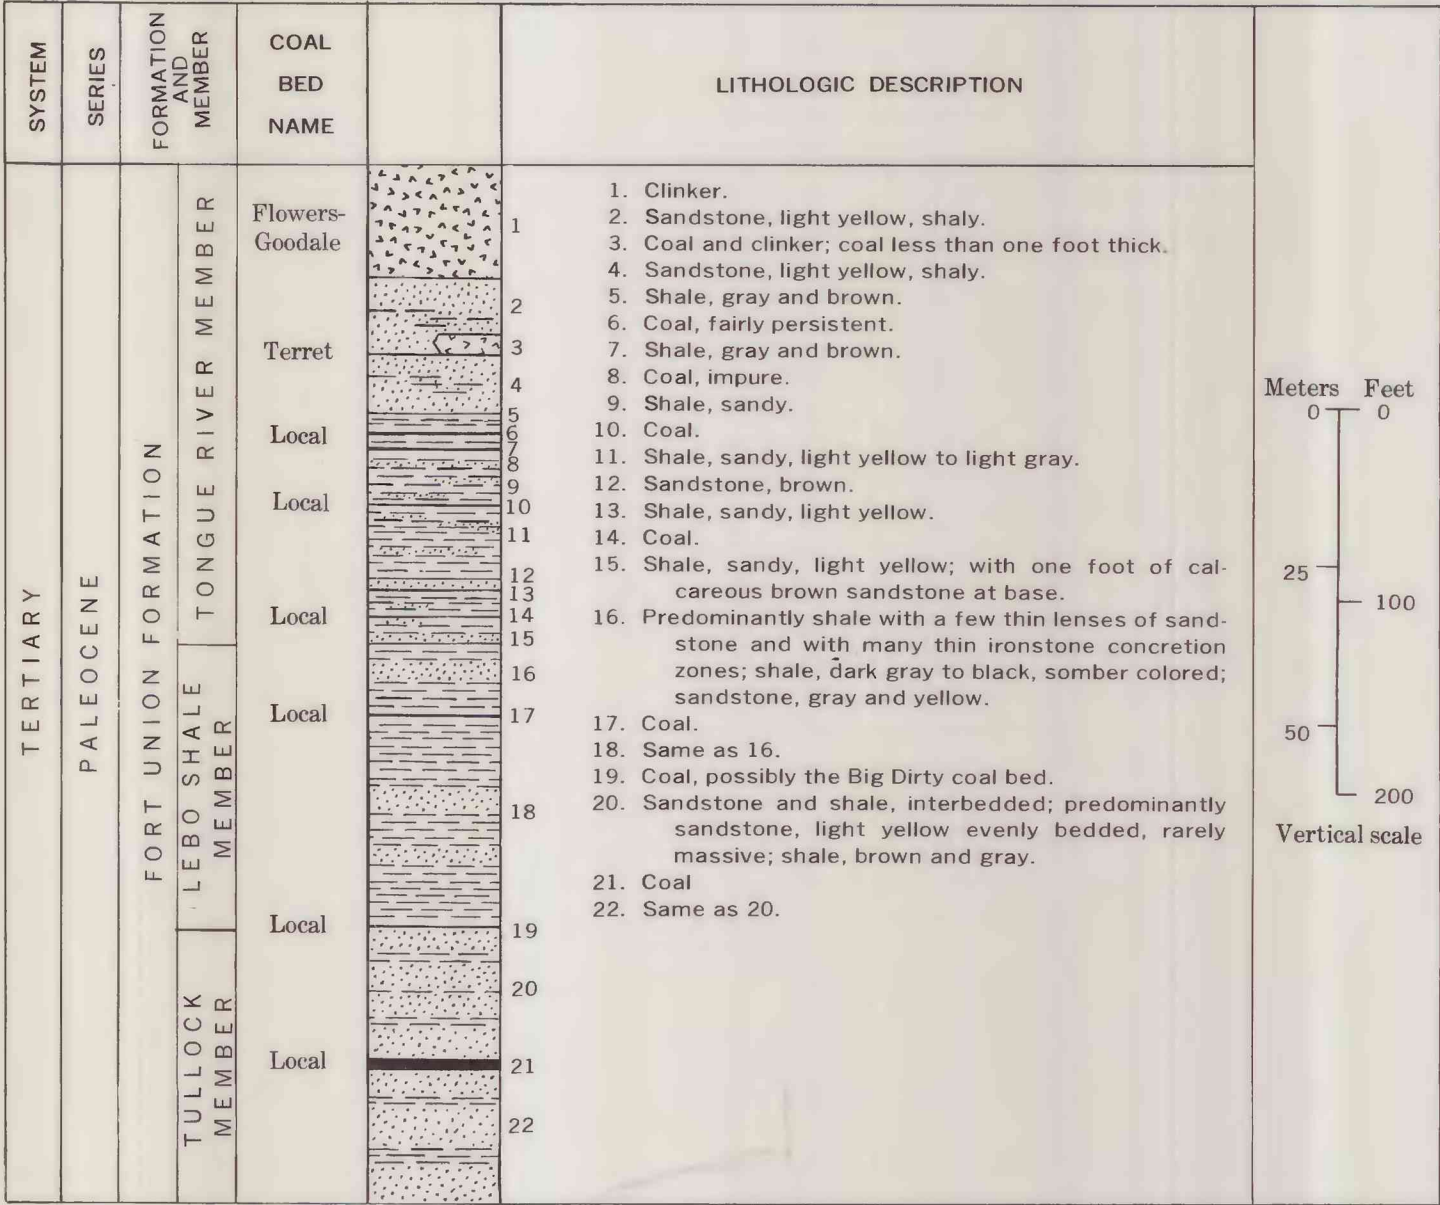 SYSTEM
SERIES
FORMATION
AND
MEMBER
COAL
BED
NAME
LITHOLOGIC DESCRIPTION
TERTIARY
PALEOCENE
FORT UNION FORMATION
TONGUE RIVER MEMBER
LEBO SHALE
MEMBER
TULLOCK
MEMBER
Flowers-
Goodale
Terret
Local
Local
Local
Local
Local
Local
1
2
3
4
5
6
7
8
9
10
11
12
13
14
15
16
17
18
19
20
21
22
1. Clinker.
2. Sandstone, light yellow, shaly.
3. Coal and clinker; coal less than one foot thick.
4. Sandstone, light yellow, shaly.
5. Shale, gray and brown.
6. Coal, fairly persistent.
7. Shale, gray and brown.
8. Coal, impure.
9. Shale, sandy.
10. Coal.
11. Shale, sandy, light yellow to light gray.
12. Sandstone, brown.
13. Shale, sandy, light yellow.
14. Coal.
15. Shale, sandy, light yellow; with one foot of cal-
careous brown sandstone at base.
16. Predominantly shale with a few thin lenses of sand-
stone and with many thin ironstone concretion
zones; shale, dark gray to black, somber colored;
sandstone, gray and yellow.
17. Coal.
18. Same as 16.
19. Coal, possibly the Big Dirty coal bed.
20. Sandstone and shale, interbedded; predominantly
sandstone, light yellow evenly bedded, rarely
massive; shale, brown and gray.
21. Coal
22. Same as 20.
Meters Feet
0 0
25
100
50
200
Vertical scale